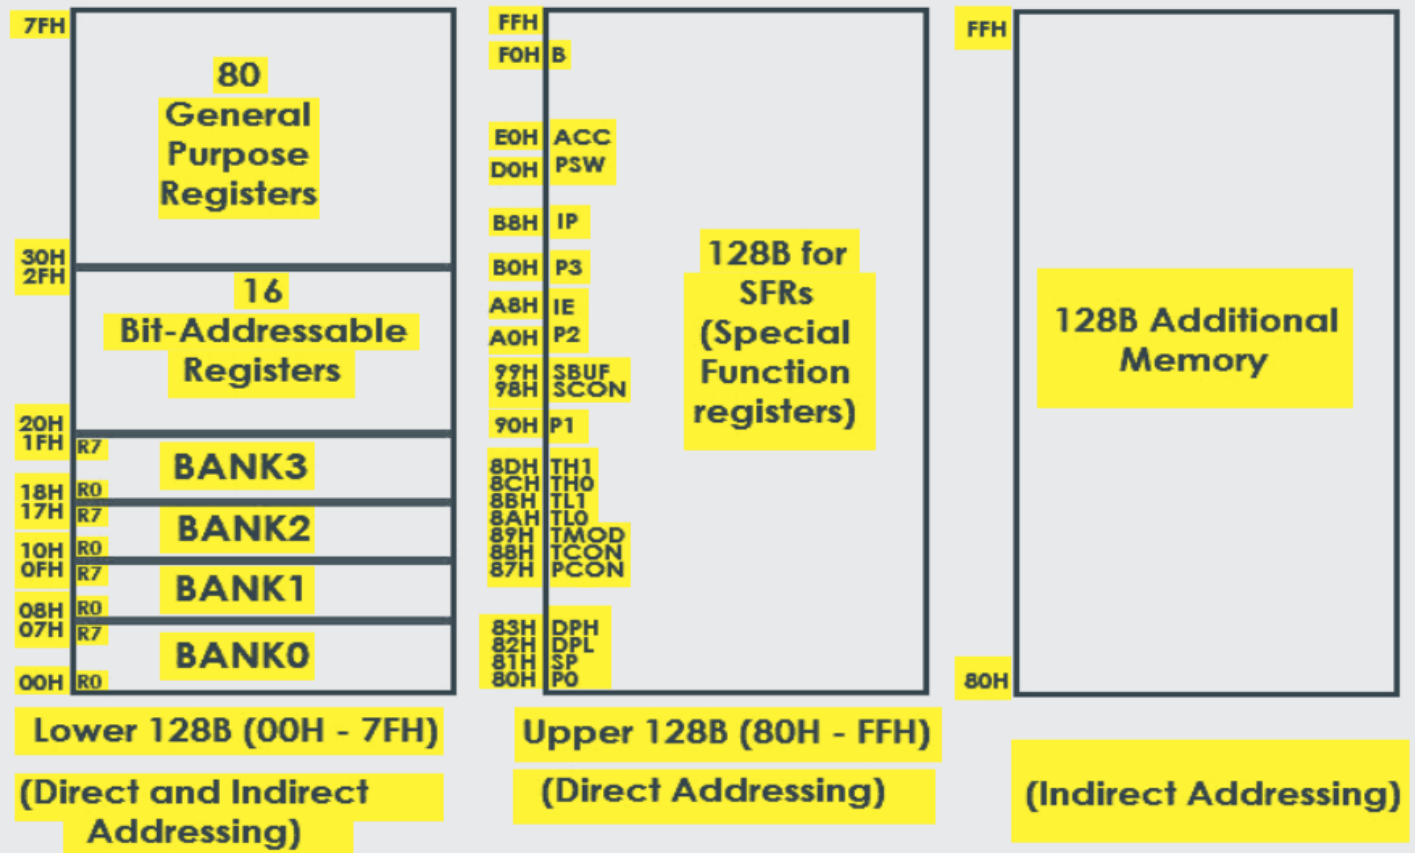 7FH
80
General
Purpose
Registers
30H
2FH
16
Bit-Addressable
Registers
20H
1FH R7
BANK3
18H R0
17H R7
BANK2
10H R0
0FH R7
BANK1
08H R0
07H R7
BANK0
00H R0
Lower 128B (00H - 7FH)
(Direct and Indirect
Addressing)
FFH
F0H B
E0H ACC
D0H PSW
B8H IP
B0H P3
A8H IE
A0H P2
99H SBUF
98H SCON
90H P1
8DH TH1
8CH TH0
8BH TL1
8AH TL0
89H TMOD
88H TCON
87H PCON
83H DPH
82H DPL
81H SP
80H P0
128B for
SFRs
(Special
Function
registers)
Upper 128B (80H - FFH)
(Direct Addressing)
FFH
128B Additional
Memory
80H
(Indirect Addressing)